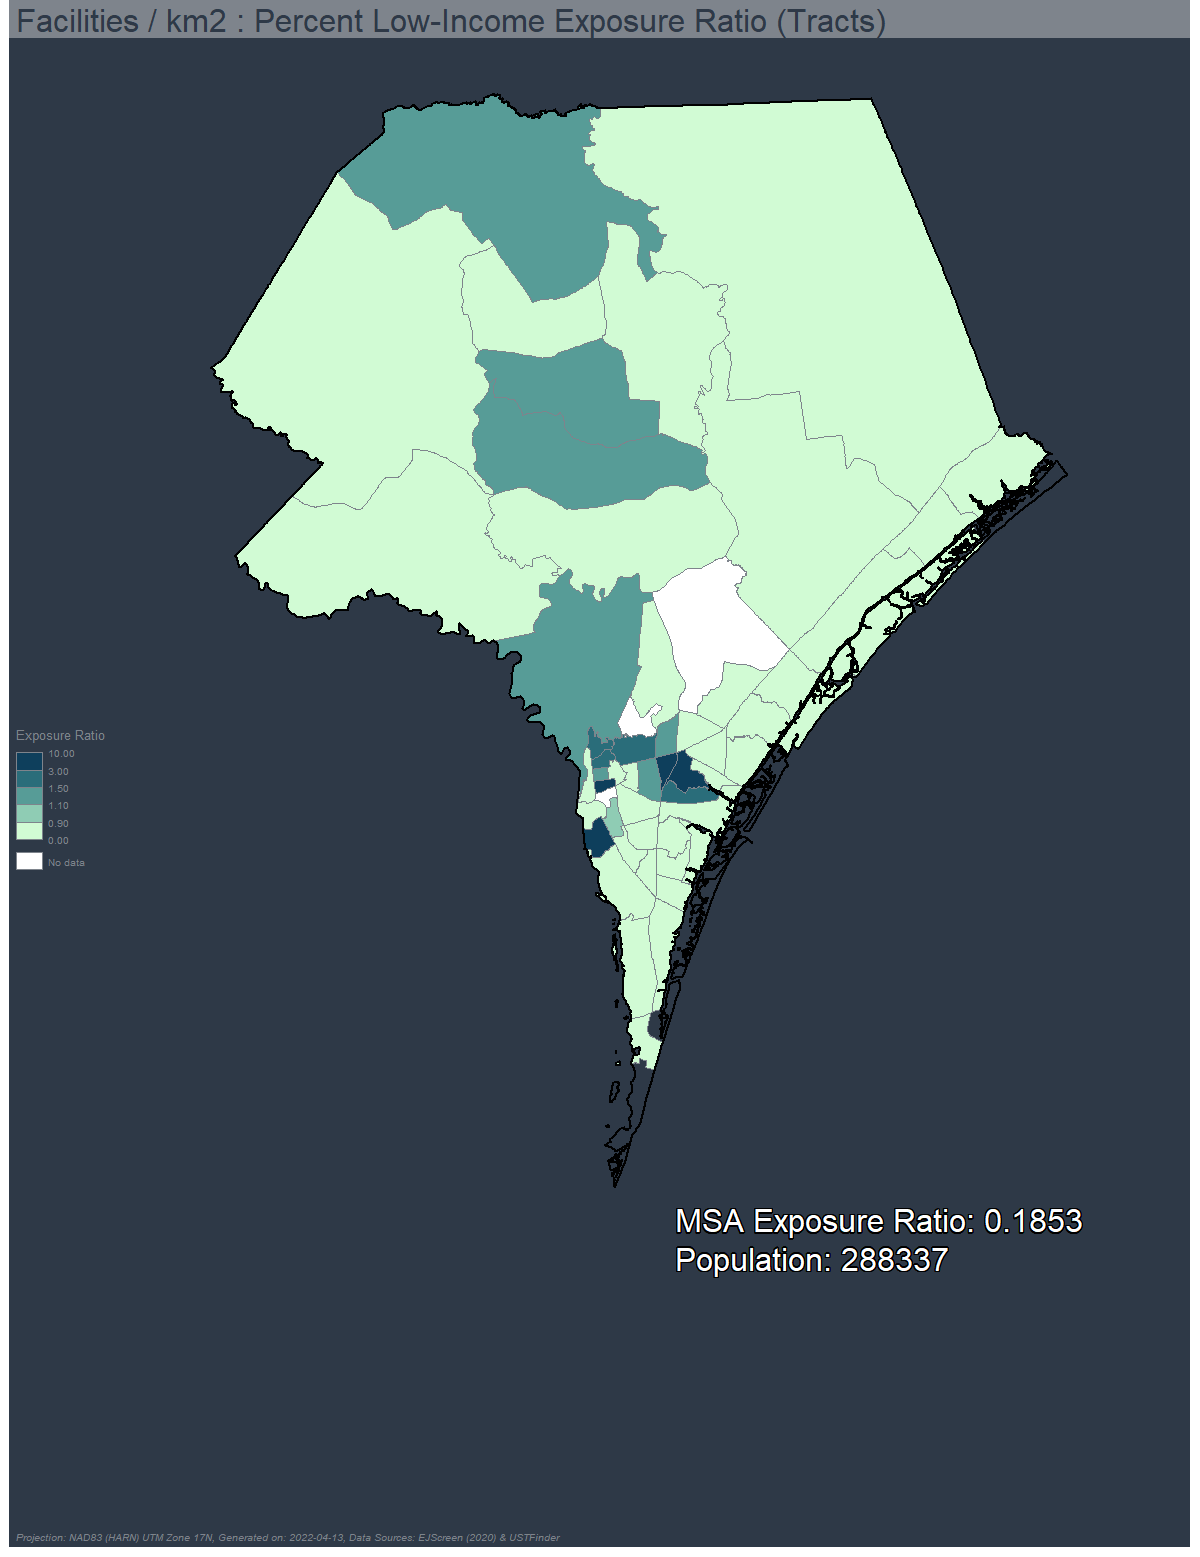 Facilities / km2 : Percent Low-Income Exposure Ratio (Tracts)
Exposure Ratio
10.00
3.00
1.50
1.10
0.90
0.00
No data
MSA Exposure Ratio: 0.1853
Population: 288337
Projection: NAD83 (HARN) UTM Zone 17N, Generated on: 2022-04-13, Data Sources: EJScreen (2020) & USTFinder